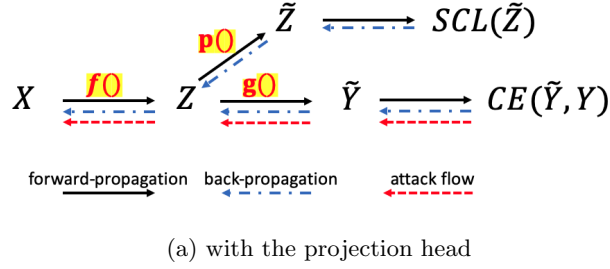 Z̃ SCL(Z̃)
p()
X f() Z g() Ỹ CE(Ỹ, Y)
forward-propagation back-propagation attack flow
(a) with the projection head